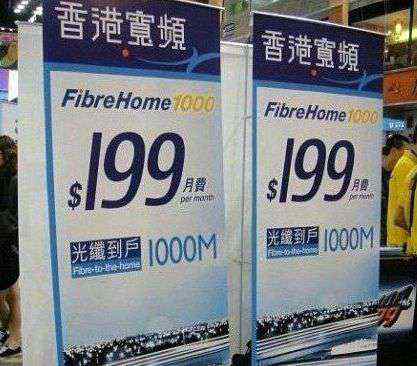 香港寬頻
FibreHome1000
$199 月費
per month
光纖到戶 1000M
Fibre-to-the-home
香港寬頻
FibreHome1000
$199 月費
per month
光纖到戶 1000M
Fibre-to-the-home